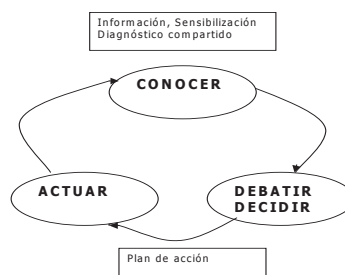 Información, Sensibilización
Diagnóstico compartido
CONOCER
ACTUAR
DEBATIR
DECIDIR
Plan de acción